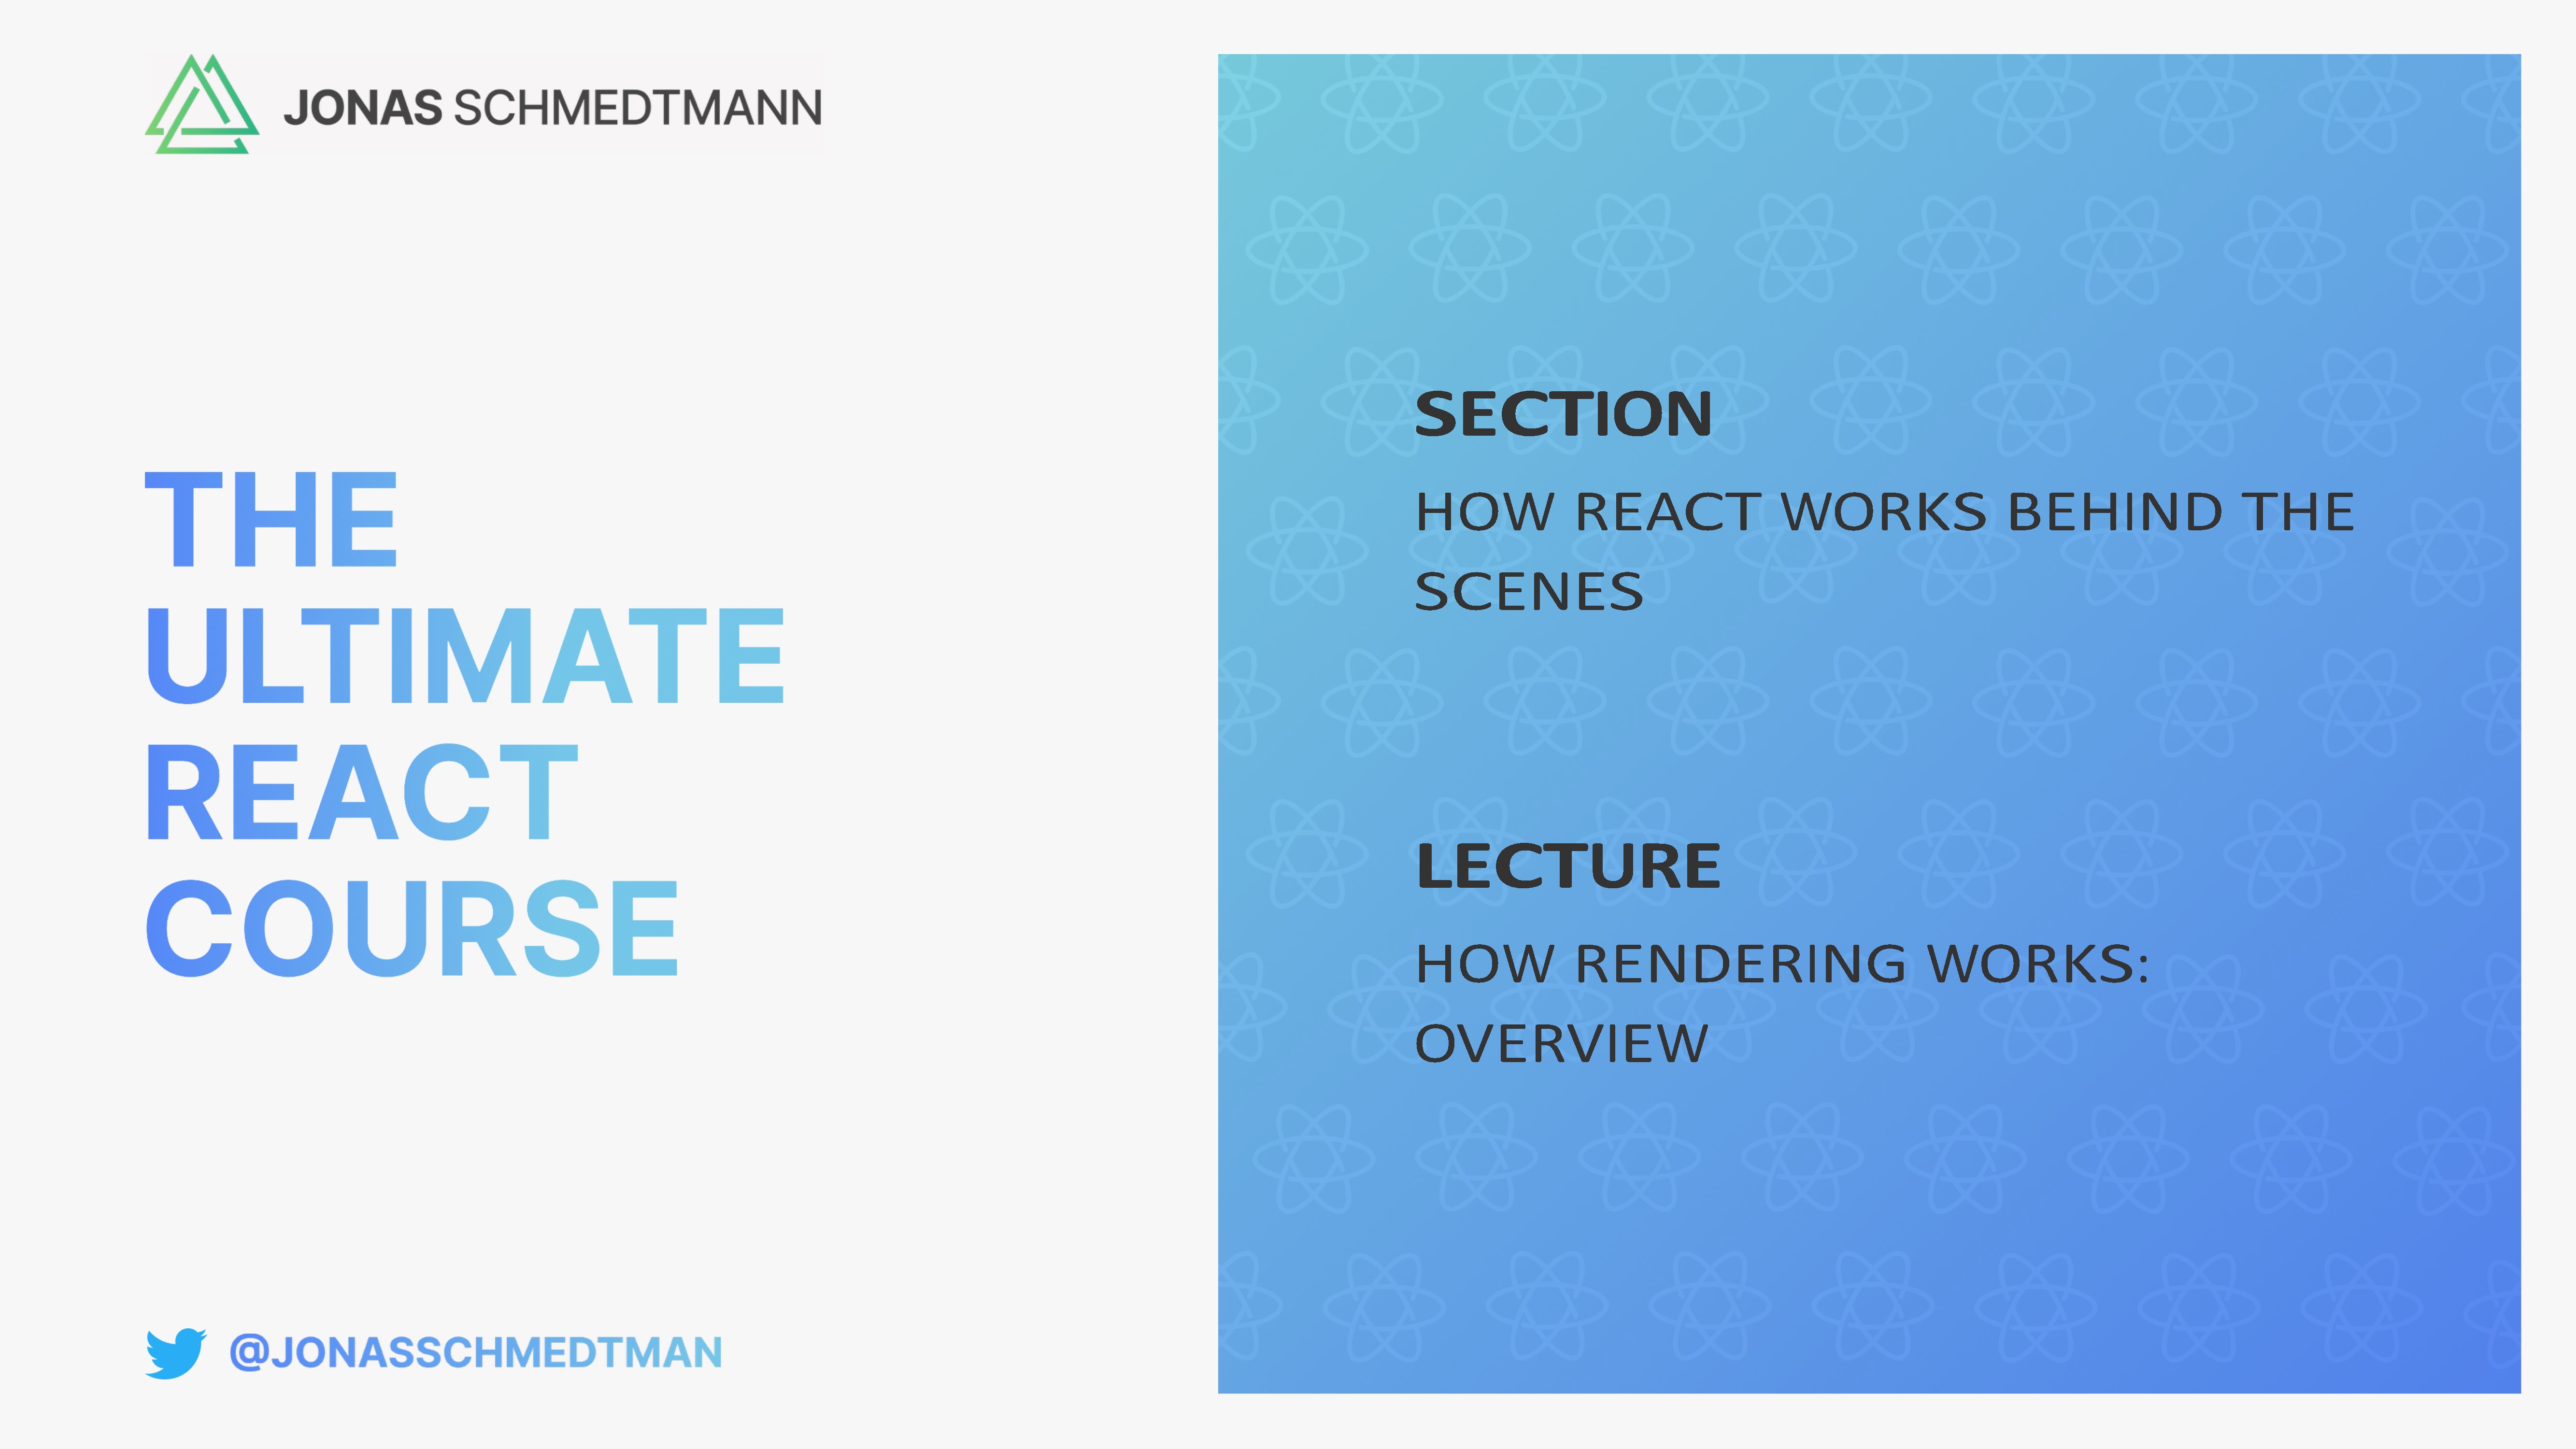 JONAS SCHMEDTMANN
THE
ULTIMATE
REACT
COURSE
@JONASSCHMEDTMAN
SECTION
HOW REACT WORKS BEHIND THE
SCENES
LECTURE
HOW RENDERING WORKS:
OVERVIEW